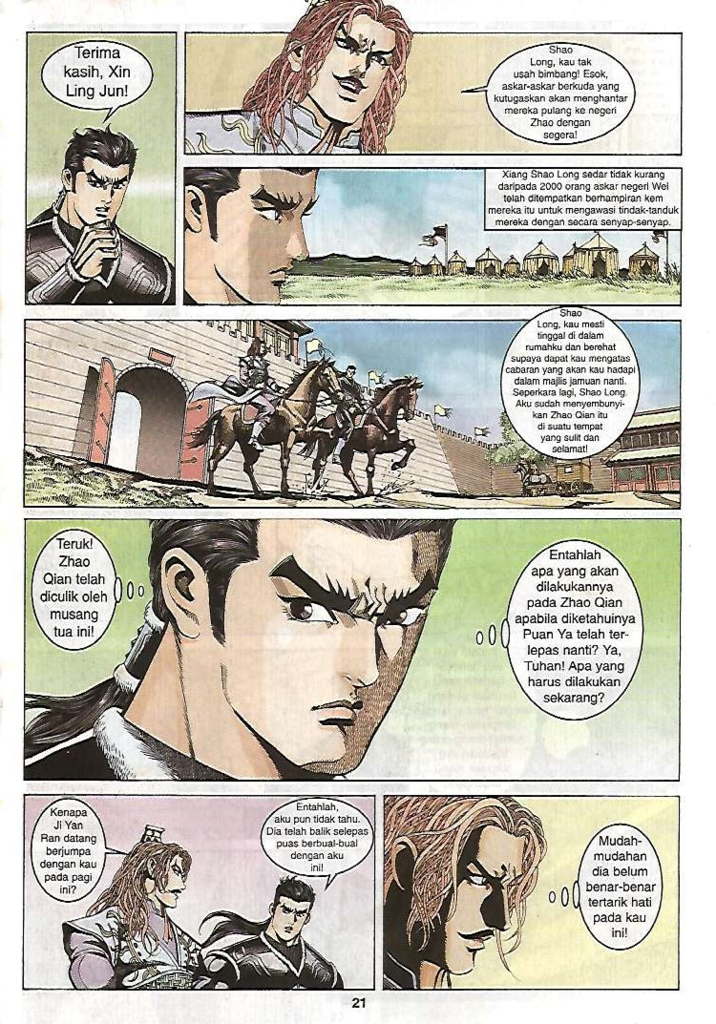 Terima
kasih, Xin
Ling Jun!
Shao
Long, kau tak
usah bimbang! Esok,
askar-askar berkuda yang
kutugaskan akan menghantar
mereka pulang ke negeri
Zhao dengan
segera!
Xiang Shao Long sedar tidak kurang
daripada 2000 orang askar negeri Wei
telah ditempatkan berhampiran kem
mereka itu untuk mengawasi tindak-tanduk
mereka dengan secara senyap-senyap.
Shao
Long, kau mesti
tinggal di dalam
rumahku dan berehat
supaya dapat kau mengatas
cabaran yang akan kau hadapi
dalam majlis jamuan nanti.
Seperkara lagi, Shao Long.
Aku sudah menyembunyi-
kan Zhao Qian itu
di suatu tempat
yang sulit dan
selamat!
Teruk!
Zhao
Qian telah
diculik oleh
musang
tua ini!
Entahlah
apa yang akan
dilakukannya
pada Zhao Qian
apabila diketahuinya
Puan Ya telah ter-
lepas nanti? Ya,
Tuhan! Apa yang
harus dilakukan
sekarang?
Kenapa
Ji Yan
Ran datang
berjumpa
dengan kau
pada pagi
ini?
Entahlah,
aku pun tidak tahu.
Dia telah balik selepas
puas berbual-bual
dengan aku
ini!
Mudah-
mudahan
dia belum
benar-benar
tertarik hati
pada kau
ini!
21